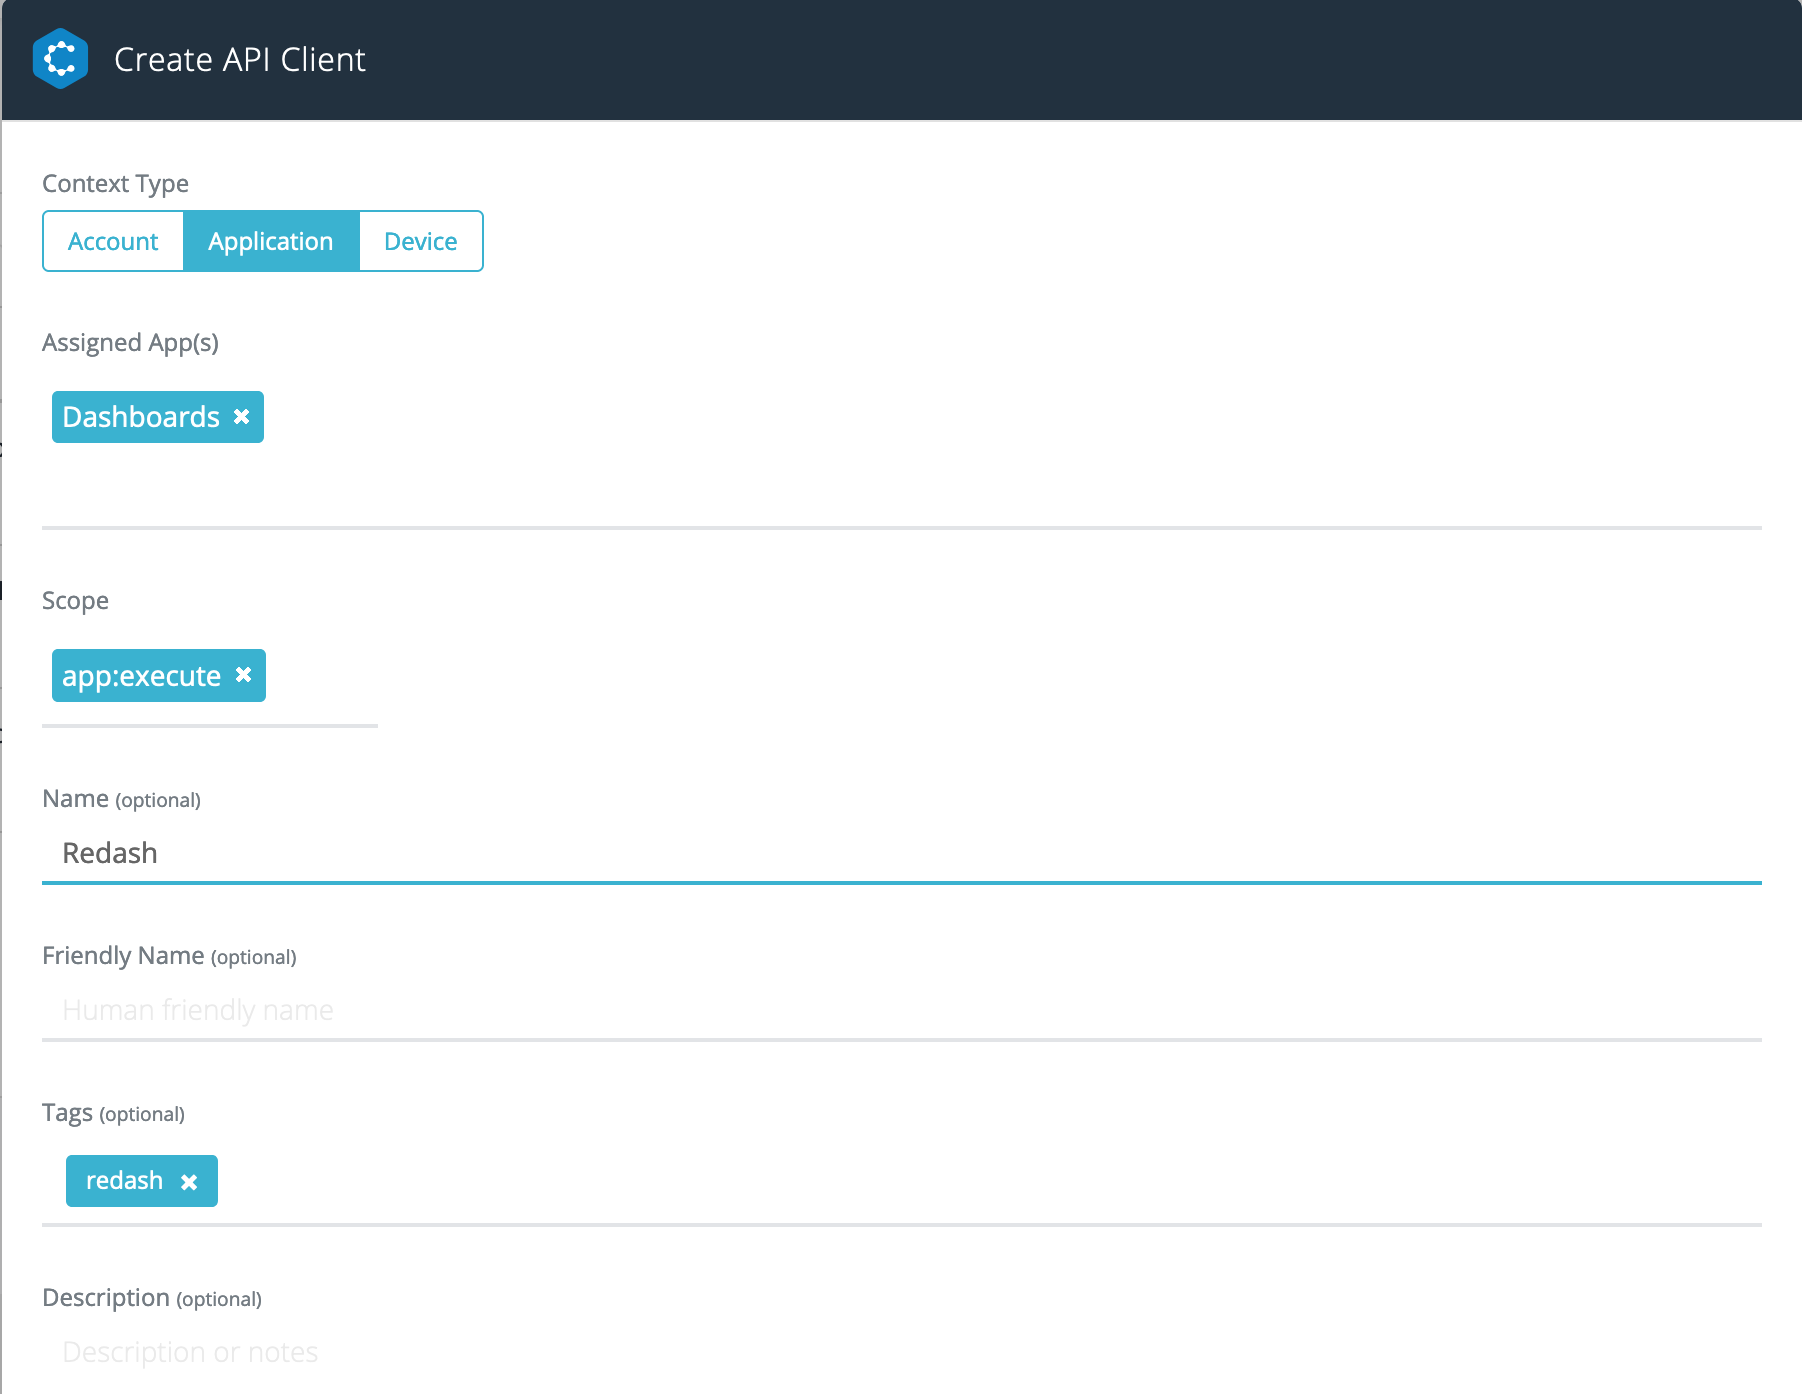 Create API Client
Context Type
Account Application Device
Assigned App(s)
Dashboards ✖
Scope
app:execute ✖
Name (optional)
Redash
Friendly Name (optional)
Human friendly name
Tags (optional)
redash ✖
Description (optional)
Description or notes